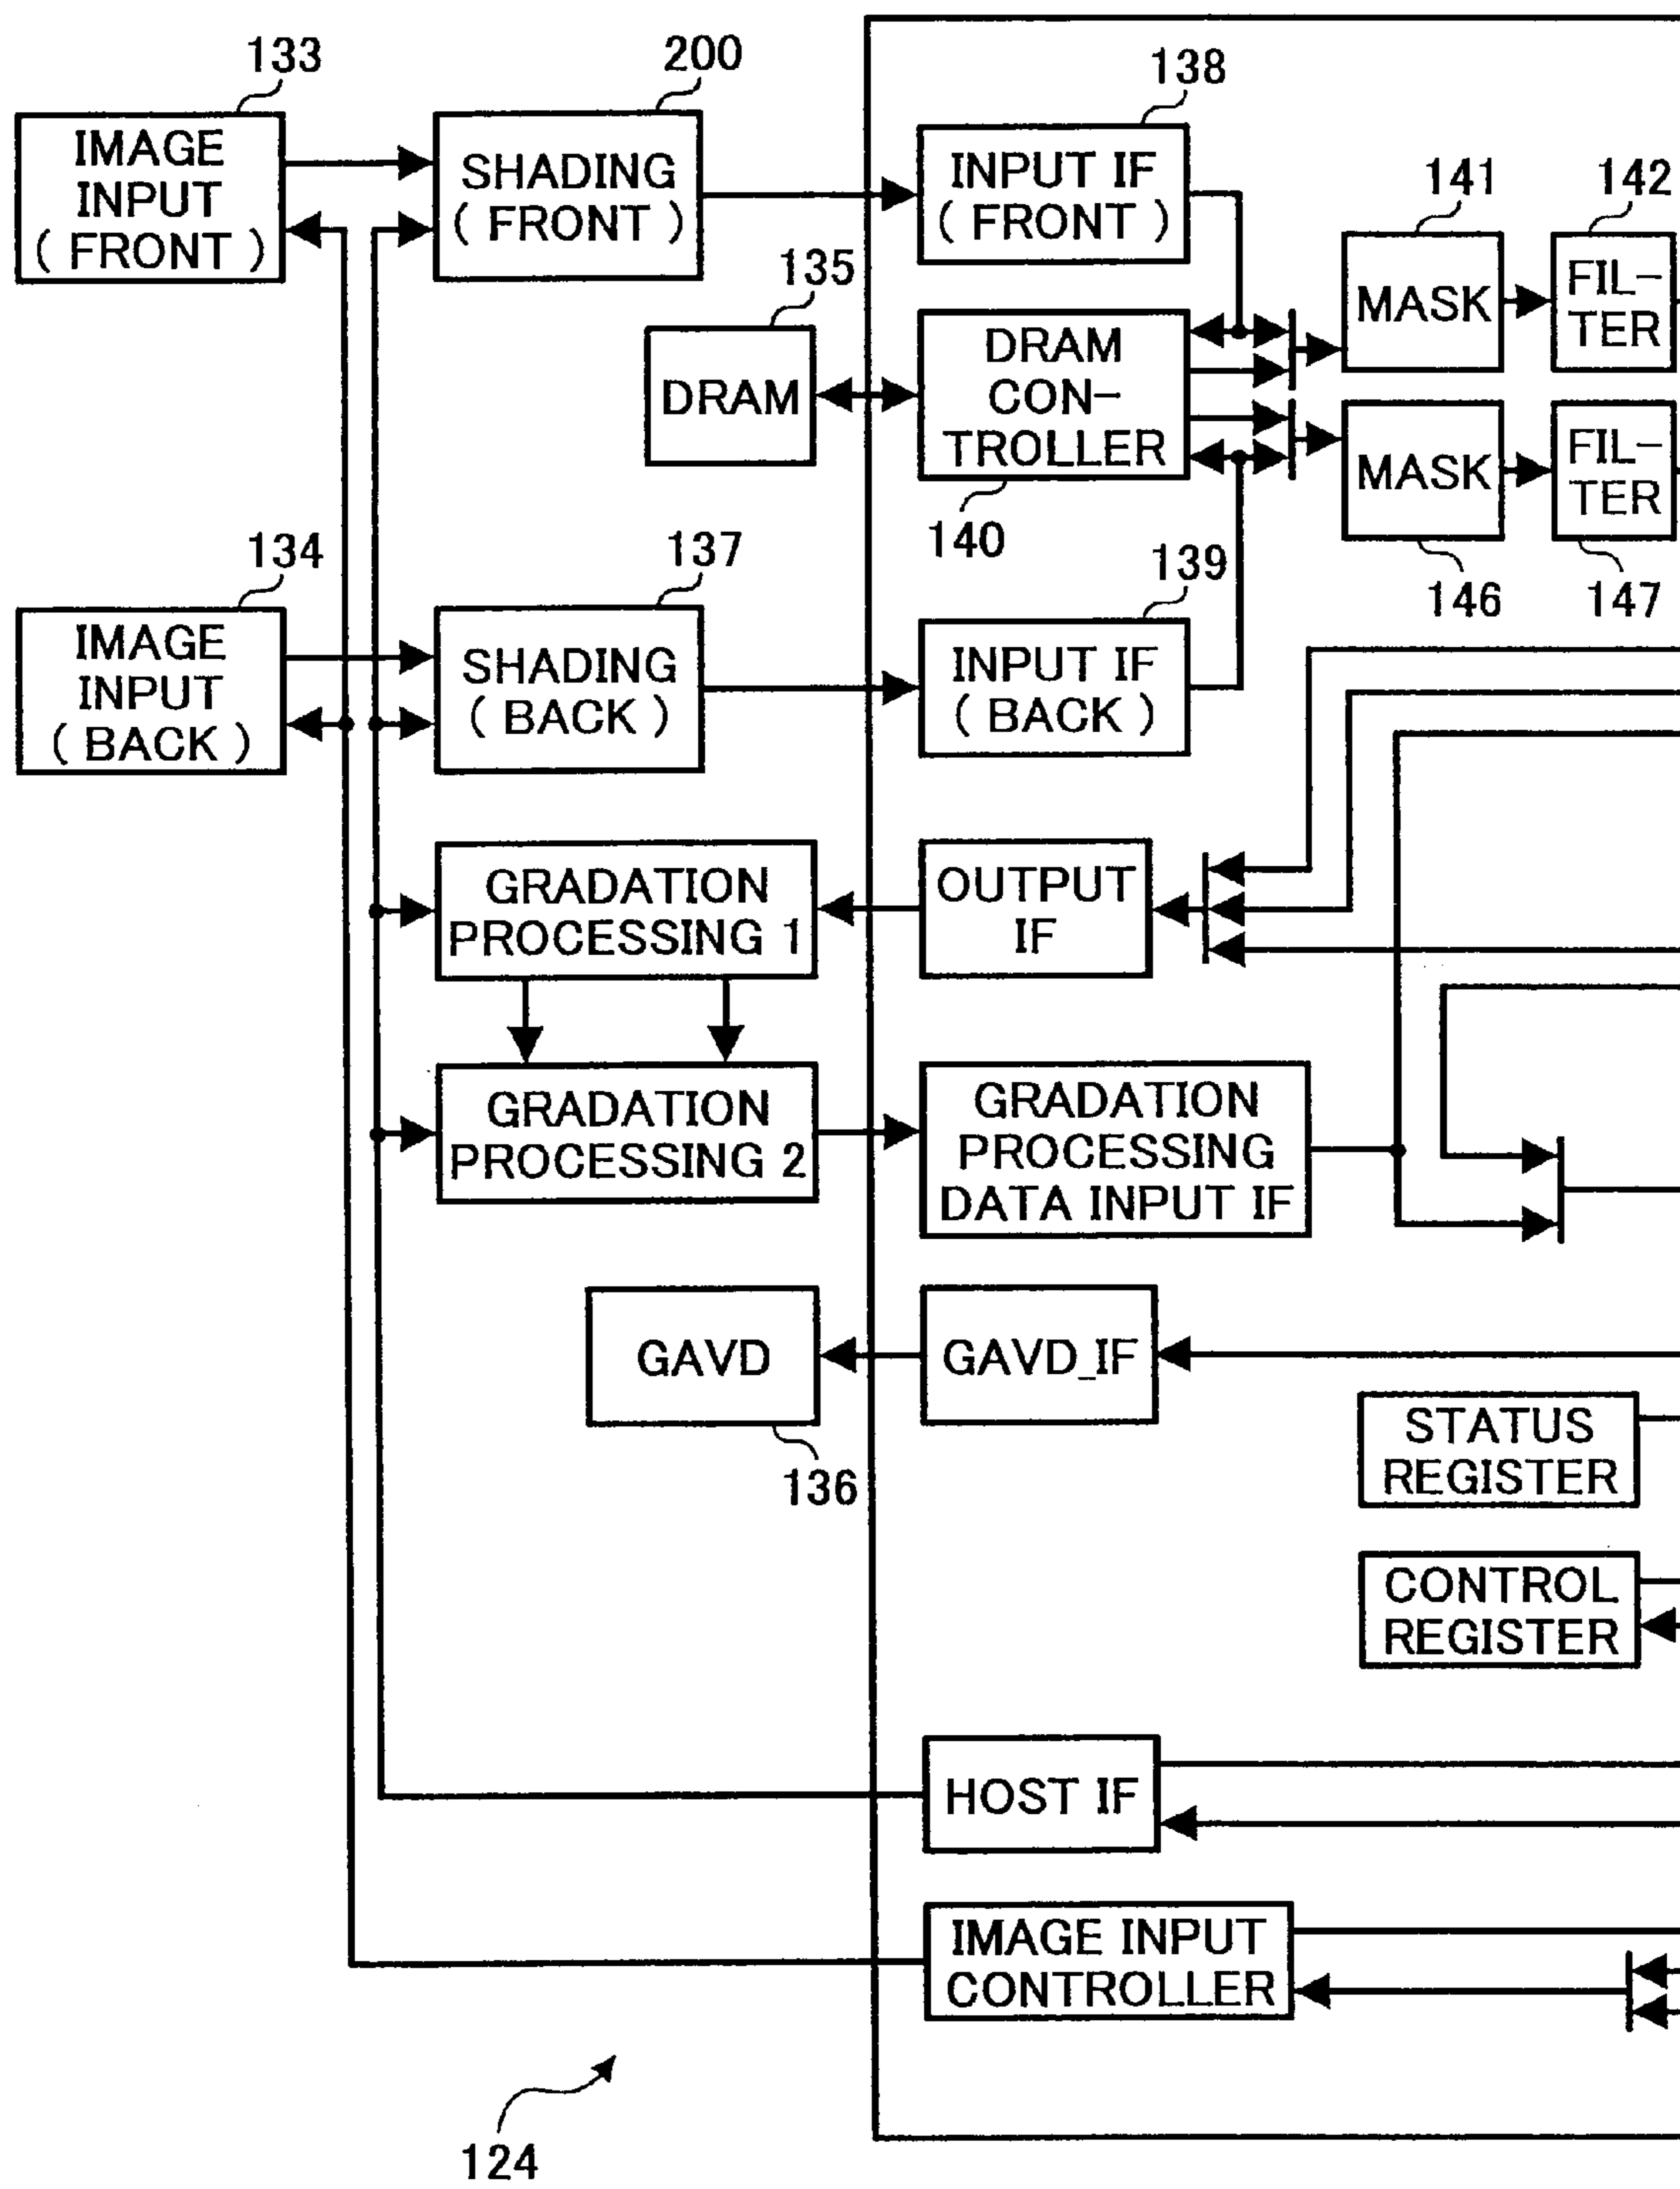 133
IMAGE
INPUT
( FRONT )
200
SHADING
( FRONT )
138
INPUT IF
( FRONT )
141
MASK
142
FIL-
TER
135
DRAM
DRAM
CON-
TROLLER
140
MASK
146
FIL-
TER
147
134
IMAGE
INPUT
( BACK )
137
SHADING
( BACK )
139
INPUT IF
( BACK )
GRADATION
PROCESSING 1
OUTPUT
IF
GRADATION
PROCESSING 2
GRADATION
PROCESSING
DATA INPUT IF
GAVD
136
GAVD_IF
STATUS
REGISTER
CONTROL
REGISTER
HOST IF
IMAGE INPUT
CONTROLLER
124